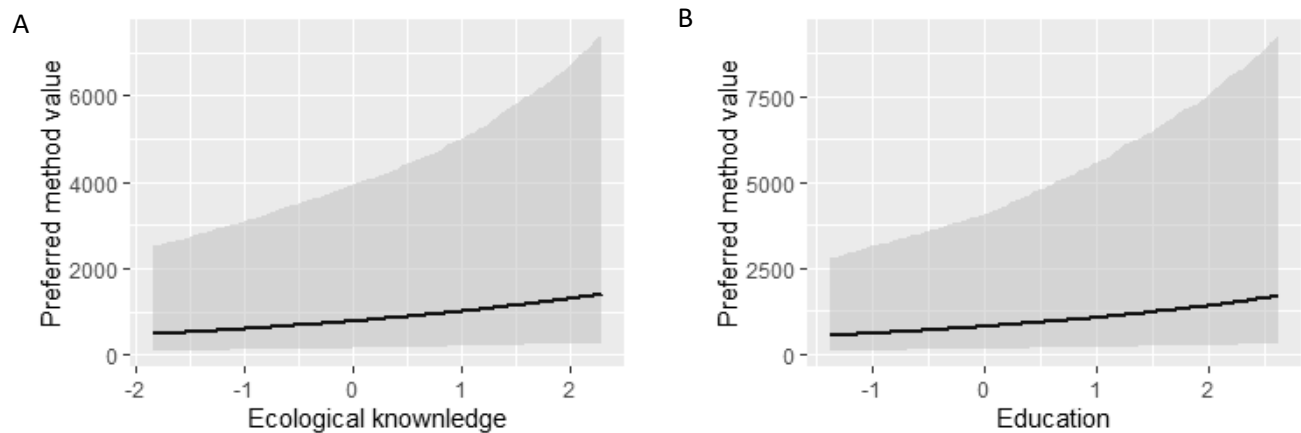 A
Preferred method value
6000
4000
2000
0
-2 -1 0 1 2
Ecological knownledge
B
Preferred method value
7500
5000
2500
0
-1 0 1 2
Education